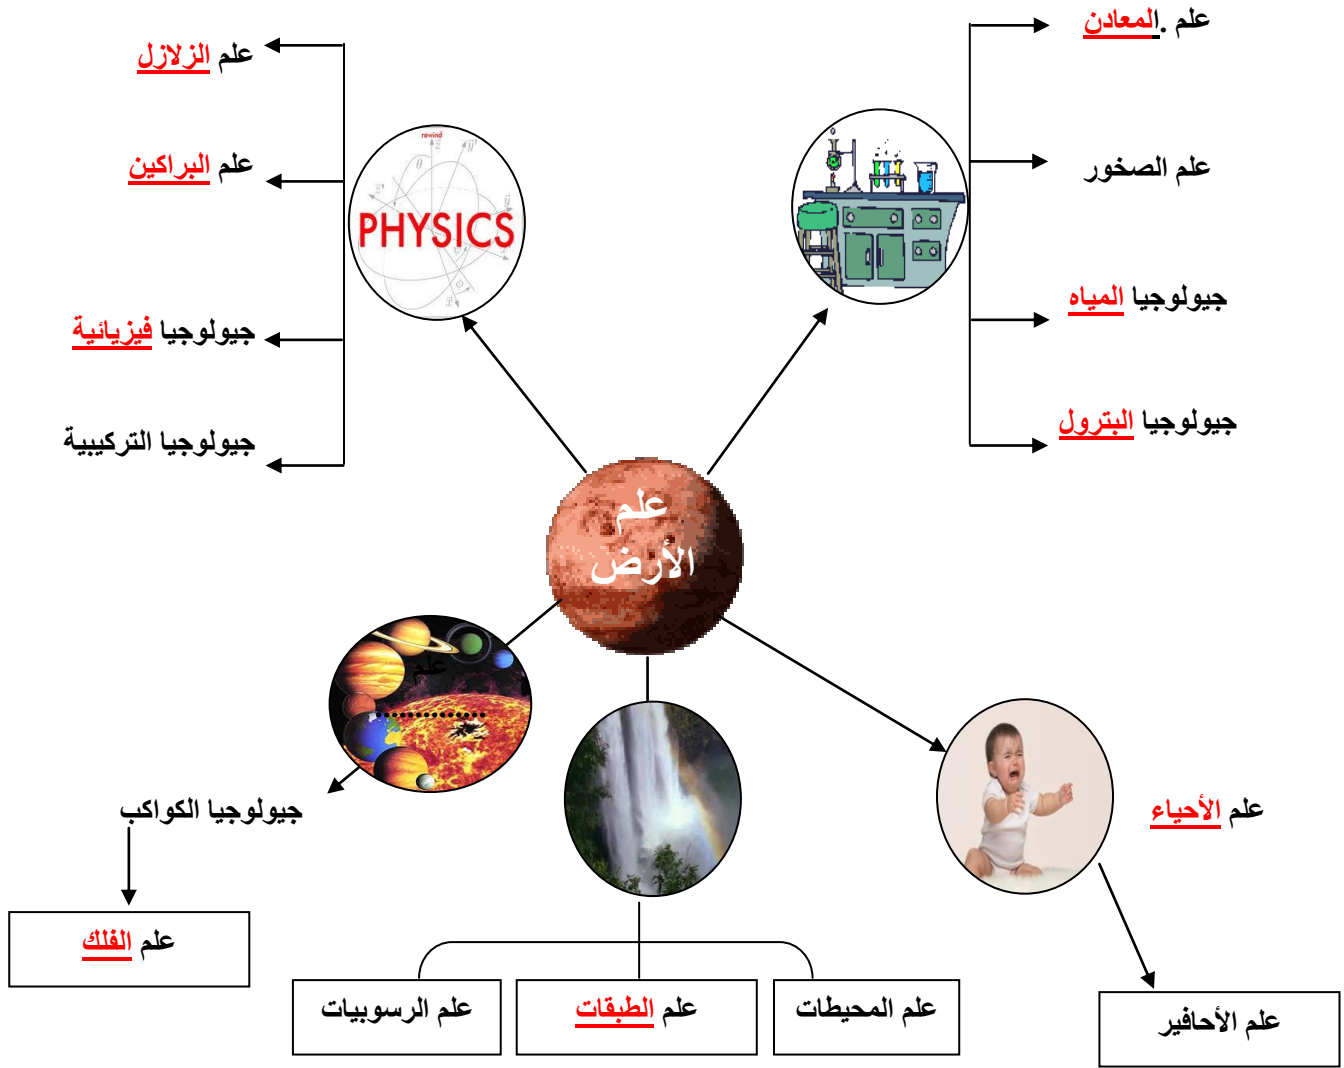 علم .المعادن
علم الزلازل
rewind
علم الصخور
علم البراكين
PHYSICS
جيولوجيا المياه
جيولوجيا فيزيائية
جيولوجيا البترول
جيولوجيا التركيبية
علم
الأرض
علم
...............
علم الأحياء
جيولوجيا الكواكب
علم الفلك
علم المحيطات
علم الطبقات
علم الرسوبيات
علم الأحافير